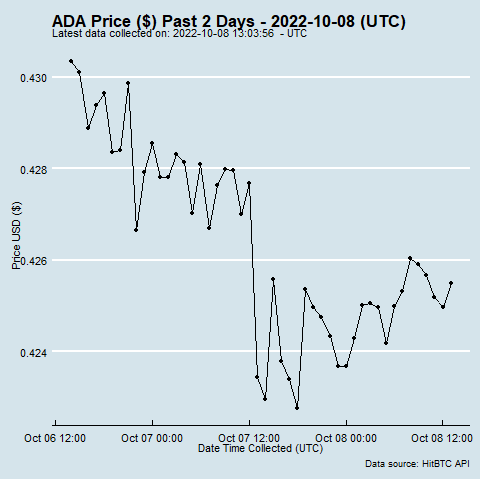 ADA Price ($) Past 2 Days - 2022-10-08 (UTC)
Latest data collected on: 2022-10-08 13:03:56  - UTC
Price USD ($)
0.430
0.428
0.426
0.424
Oct 06 12:00 Oct 07 00:00 Oct 07 12:00 Oct 08 00:00 Oct 08 12:00
Date Time Collected (UTC)
Data source: HitBTC API